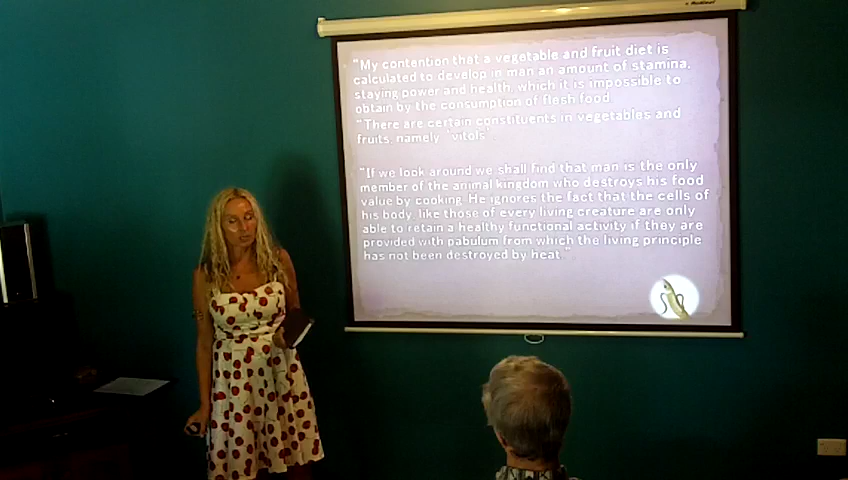 "My contention that a vegetable and fruit diet is
calculated to develop in man an amount of stamina,
staying power and health, which it is impossible to
obtain by the consumption of flesh food.
"There are certain constituents in vegetables and
fruits, namely "vitols".
"If we look around we shall find that man is the only
member of the animal kingdom who destroys his food
value by cooking. He ignores the fact that the cells of
his body, like those of every living creature are only
able to retain a healthy functional activity if they are
provided with pabulum from which the living principle
has not been destroyed by heat."